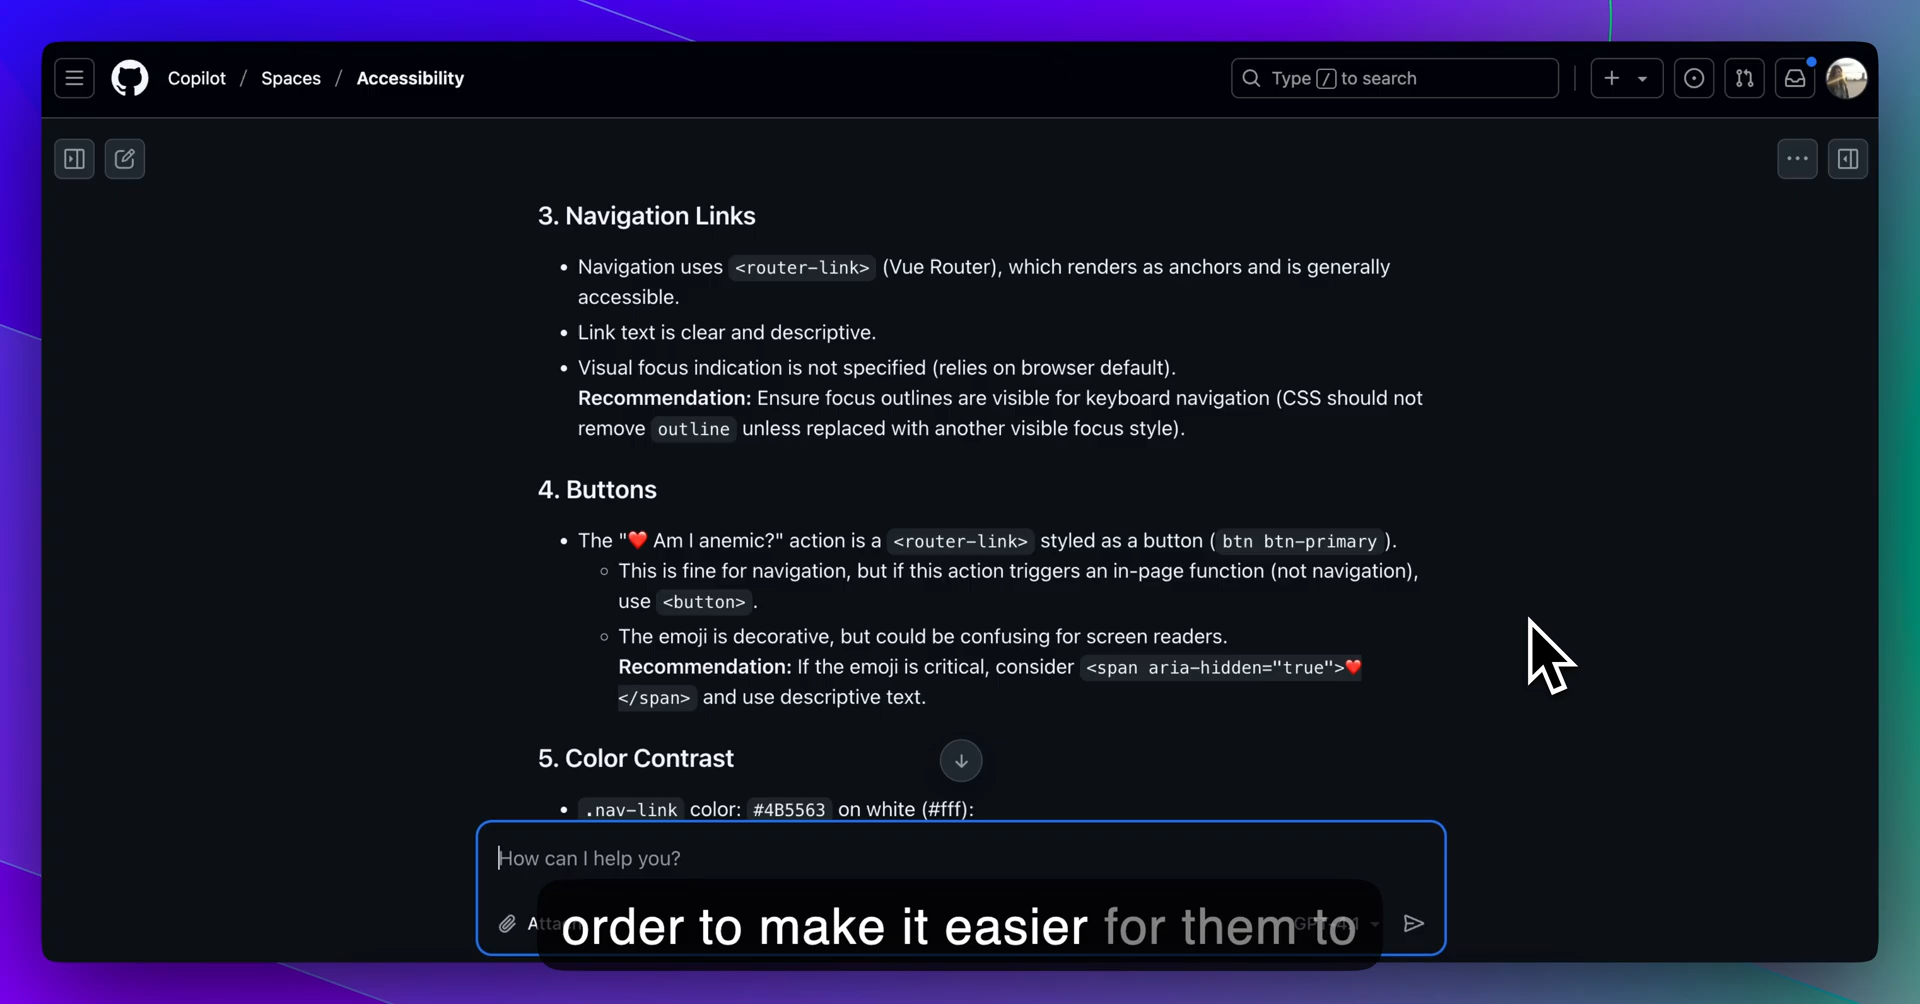 Copilot / Spaces / Accessibility
Type / to search
3. Navigation Links
• Navigation uses <router-link> (Vue Router), which renders as anchors and is generally
accessible.
• Link text is clear and descriptive.
• Visual focus indication is not specified (relies on browser default).
Recommendation: Ensure focus outlines are visible for keyboard navigation (CSS should not
remove outline unless replaced with another visible focus style).
4. Buttons
• The "❤️ Am I anemic?" action is a <router-link> styled as a button ( btn btn-primary ).
◦ This is fine for navigation, but if this action triggers an in-page function (not navigation),
use <button> .
◦ The emoji is decorative, but could be confusing for screen readers.
Recommendation: If the emoji is critical, consider <span aria-hidden="true">❤️
</span> and use descriptive text.
5. Color Contrast
• .nav-link color: #4B5563 on white (#fff):
How can I help you?
order to make it easier for them to